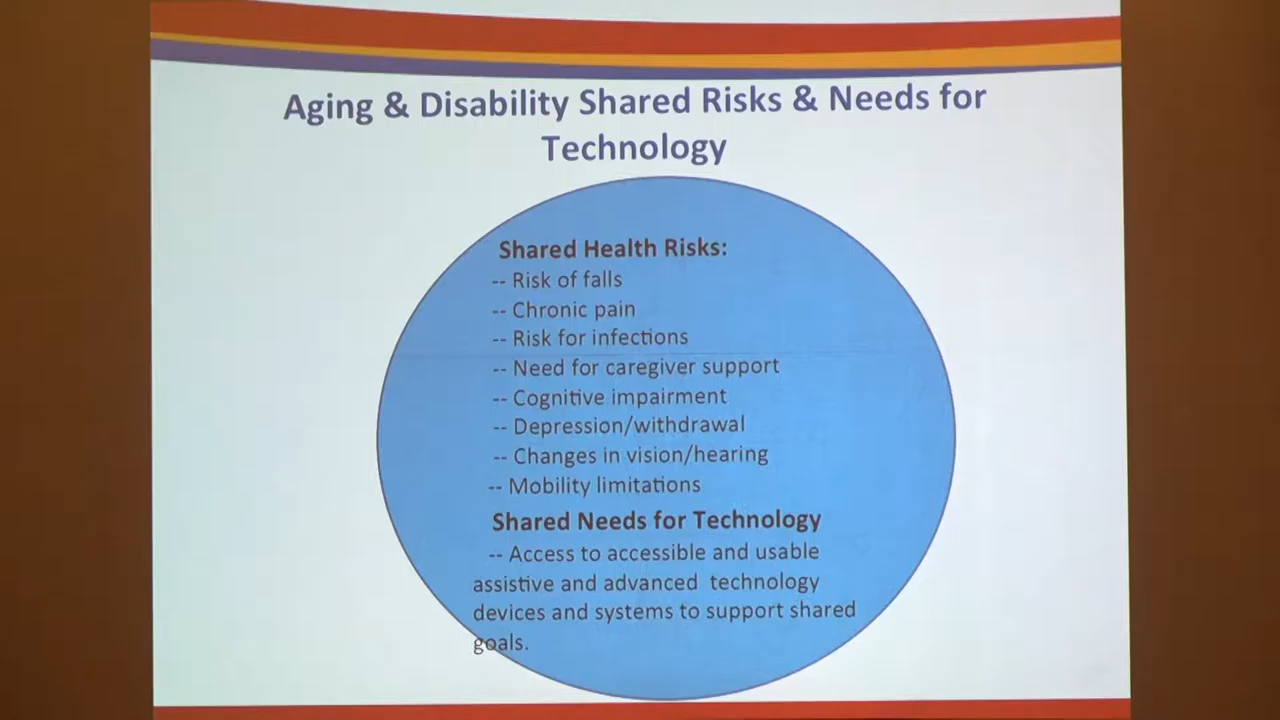 Aging & Disability Shared Risks & Needs for
Technology
Shared Health Risks:
-- Risk of falls
-- Chronic pain
-- Risk for infections
-- Need for caregiver support
-- Cognitive impairment
-- Depression/withdrawal
-- Changes in vision/hearing
-- Mobility limitations
Shared Needs for Technology
-- Access to accessible and usable
assistive and advanced technology
devices and systems to support shared
goals.